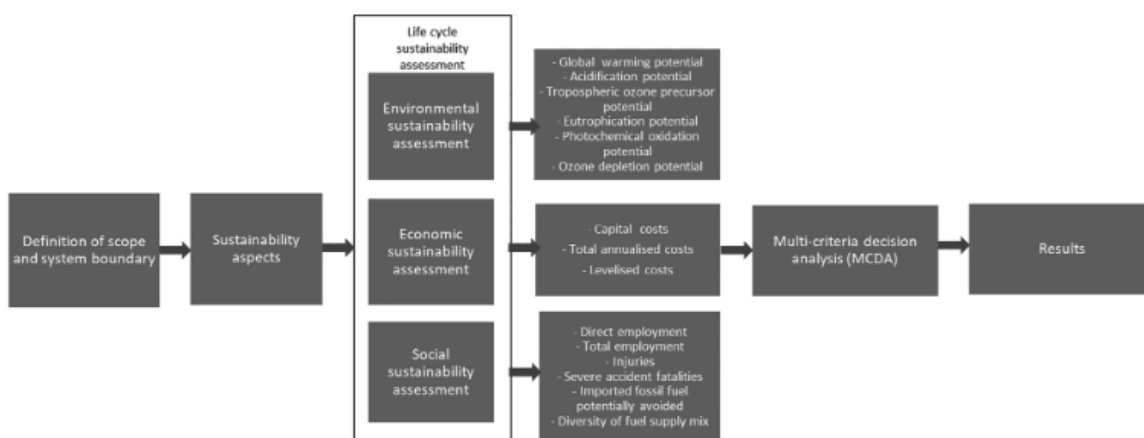 Life cycle
sustainability
assessment
Definition of scope
and system boundary
Sustainability
aspects
Environmental
sustainability
assessment
- Global warming potential
- Acidification potential
- Tropospheric ozone precursor
potential
- Eutrophication potential
- Photochemical oxidation
potential
- Ozone depletion potential
Economic
sustainability
assessment
- Capital costs
- Total annualised costs
- Levelised costs
Social
sustainability
assessment
- Direct employment
- Total employment
- Injuries
- Severe accident fatalities
- Imported fossil fuel
potentially avoided
- Diversity of fuel supply mix
Multi-criteria decision
analysis (MCDA)
Results